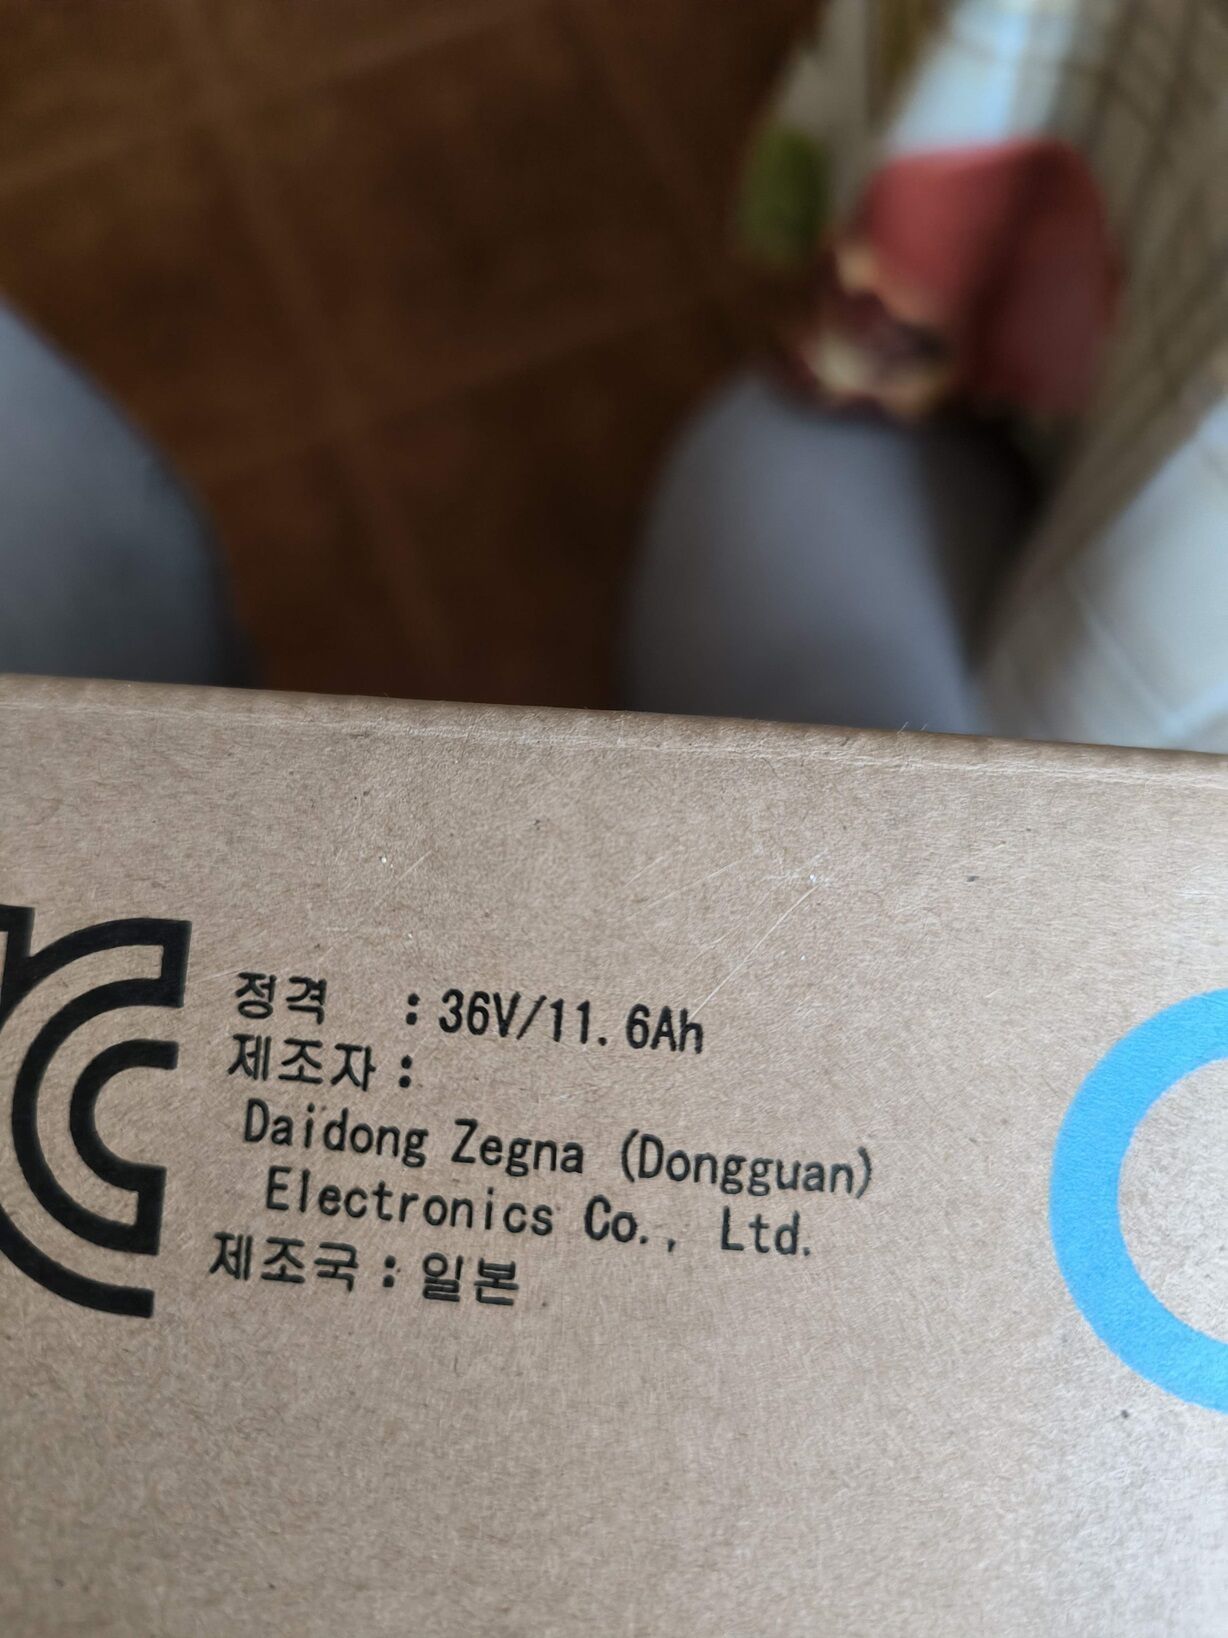 정격 : 36V/11.6Ah
제조자 :
Daidong Zegna (Dongguan)
Electronics Co., Ltd.
제조국 : 일본